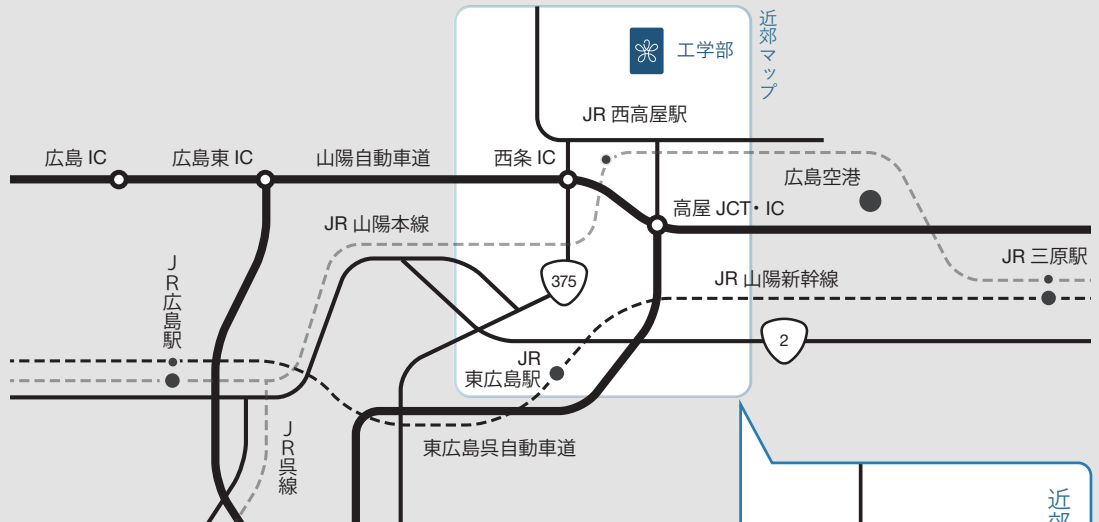 近郊マップ
工学部
JR 西高屋駅
広島 IC
広島東 IC
山陽自動車道
西条 IC
広島空港
高屋 JCT・IC
JR 山陽本線
JR 三原駅
JR広島駅
375
JR 山陽新幹線
2
JR
東広島駅
JR呉線
東広島呉自動車道
近郊